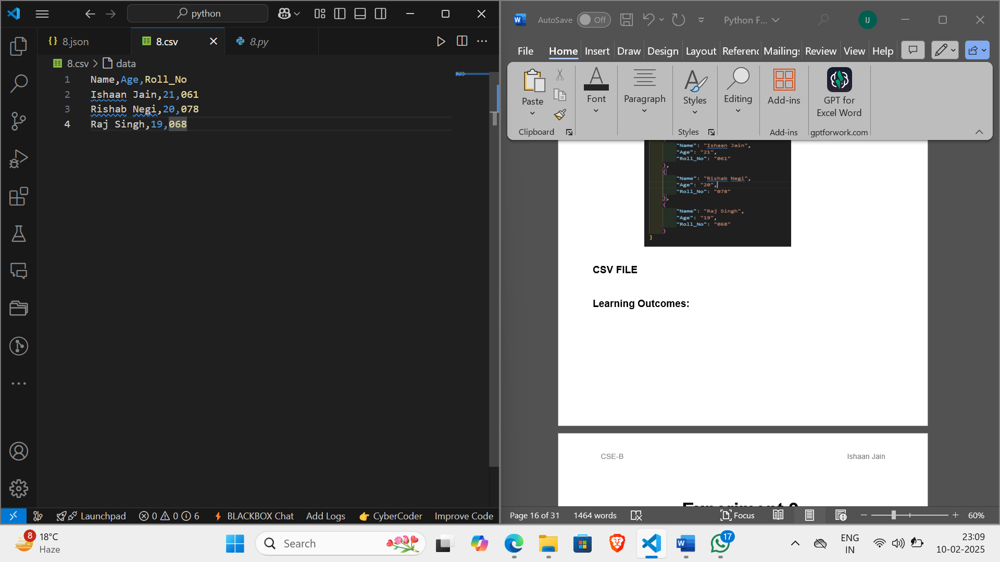 python
8.json
8.csv
8.py
8.csv > data
1 Name,Age,Roll_No
2 Ishaan Jain,21,061
3 Rishab Negi,20,078
4 Raj Singh,19,068
Launchpad
0 0 6
BLACKBOX Chat
Add Logs
CyberCoder
Improve Code
AutoSave Off
Python F...
IJ
File Home Insert Draw Design Layout Referenc Mailings Review View Help
Paste
Font
Paragraph
Styles
Editing
Add-ins
GPT for
Excel Word
Clipboard
Styles
Add-ins
gptforwork.com
"Name": "Ishaan Jain",
"Age": "21",
"Roll_No": "061"
},
{
"Name": "Rishab Negi",
"Age": "20",
"Roll_No": "078"
},
{
"Name": "Raj Singh",
"Age": "19",
"Roll_No": "068"
}
]
CSV FILE
Learning Outcomes:
CSE-B
Ishaan Jain
Experiment 9
Page 16 of 31
1464 words
Focus
60%
8
18°C
Haze
Search
17
ENG
IN
23:09
10-02-2025